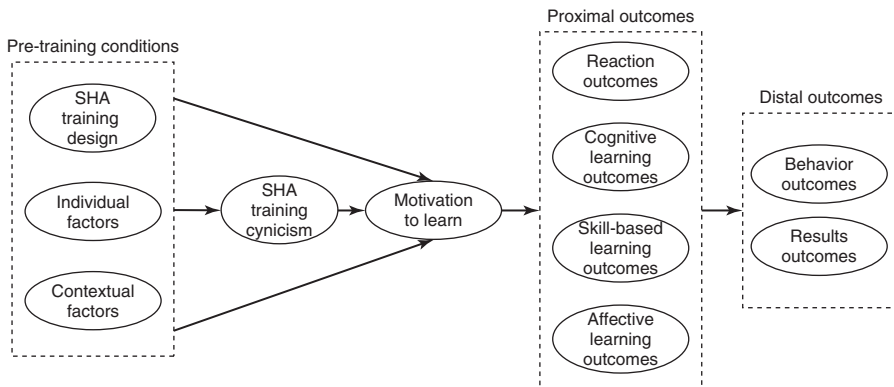 Pre-training conditions
SHA
training
design
Individual
factors
Contextual
factors
SHA
training
cynicism
Motivation
to learn
Proximal outcomes
Reaction
outcomes
Cognitive
learning
outcomes
Skill-based
learning
outcomes
Affective
learning
outcomes
Distal outcomes
Behavior
outcomes
Results
outcomes